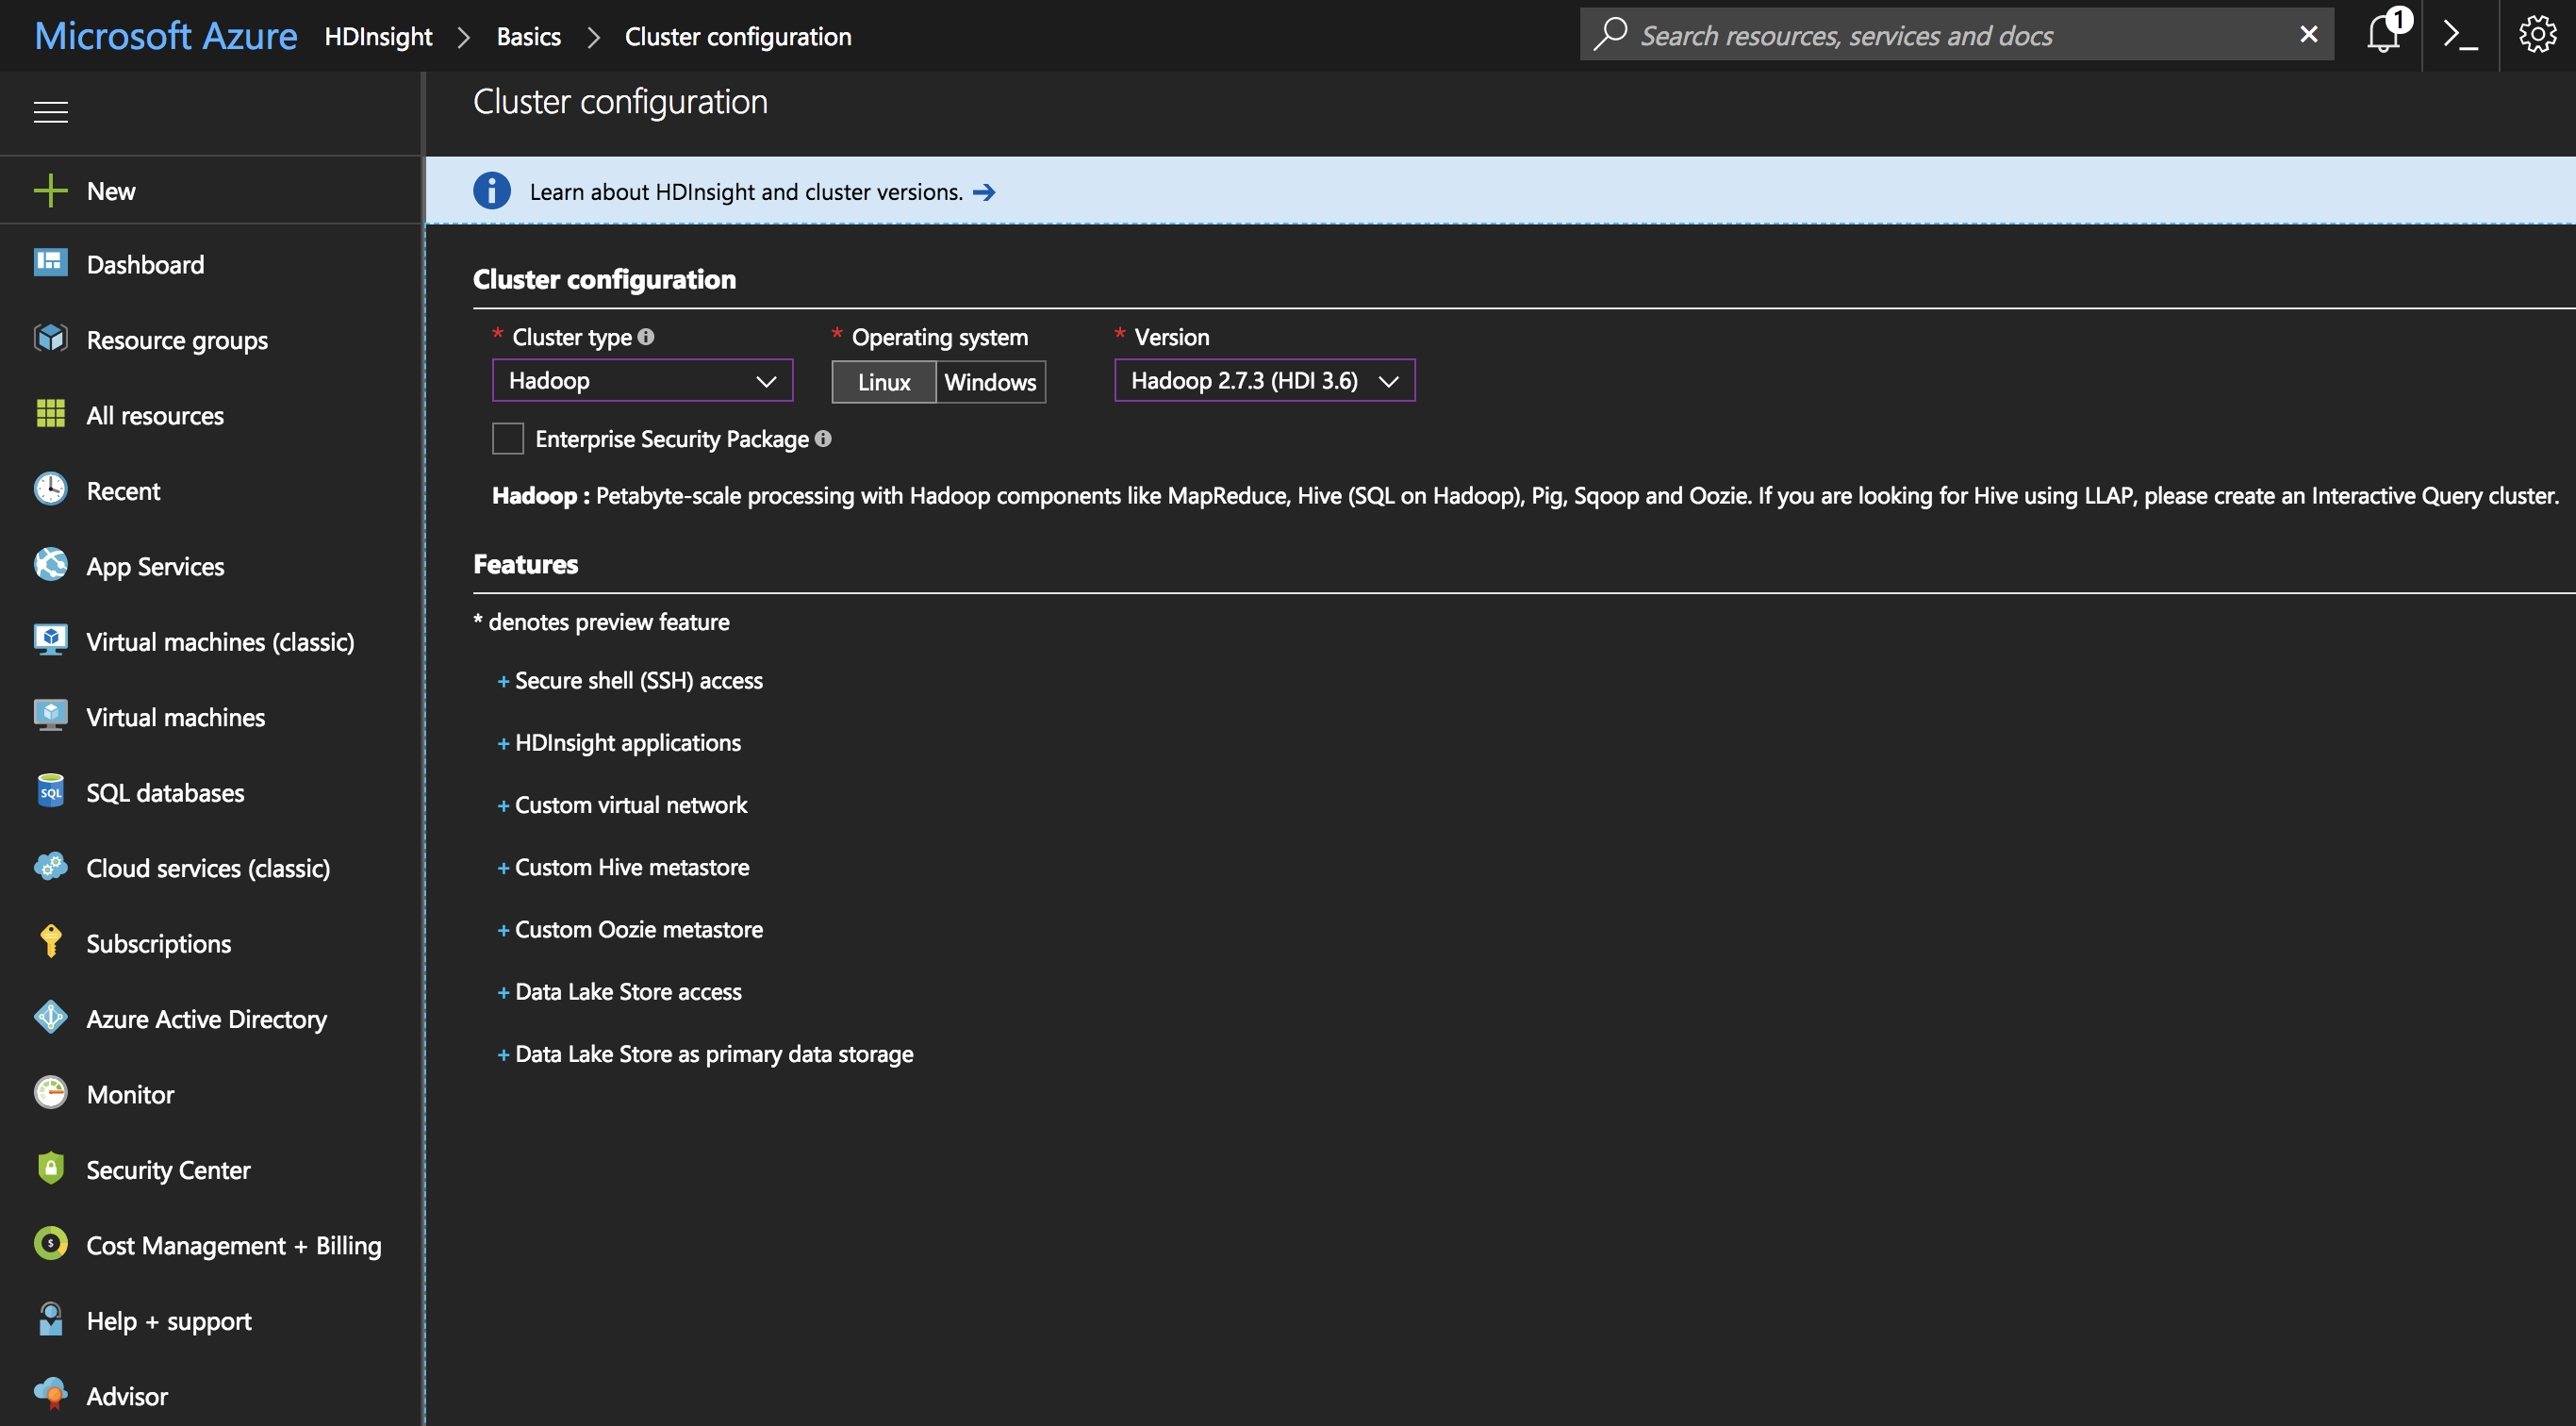 Microsoft Azure HDInsight > Basics > Cluster configuration
Search resources, services and docs
1
Cluster configuration
New
Learn about HDInsight and cluster versions.
Dashboard
Resource groups
All resources
Recent
App Services
Virtual machines (classic)
Virtual machines
SQL
SQL databases
Cloud services (classic)
Subscriptions
Azure Active Directory
Monitor
Security Center
$
Cost Management + Billing
Help + support
Advisor
Cluster configuration
* Cluster type
* Operating system
* Version
Hadoop
Linux
Windows
Hadoop 2.7.3 (HDI 3.6)
Enterprise Security Package
Hadoop : Petabyte-scale processing with Hadoop components like MapReduce, Hive (SQL on Hadoop), Pig, Sqoop and Oozie. If you are looking for Hive using LLAP, please create an Interactive Query cluster.
Features
* denotes preview feature
+ Secure shell (SSH) access
+ HDInsight applications
+ Custom virtual network
+ Custom Hive metastore
+ Custom Oozie metastore
+ Data Lake Store access
+ Data Lake Store as primary data storage